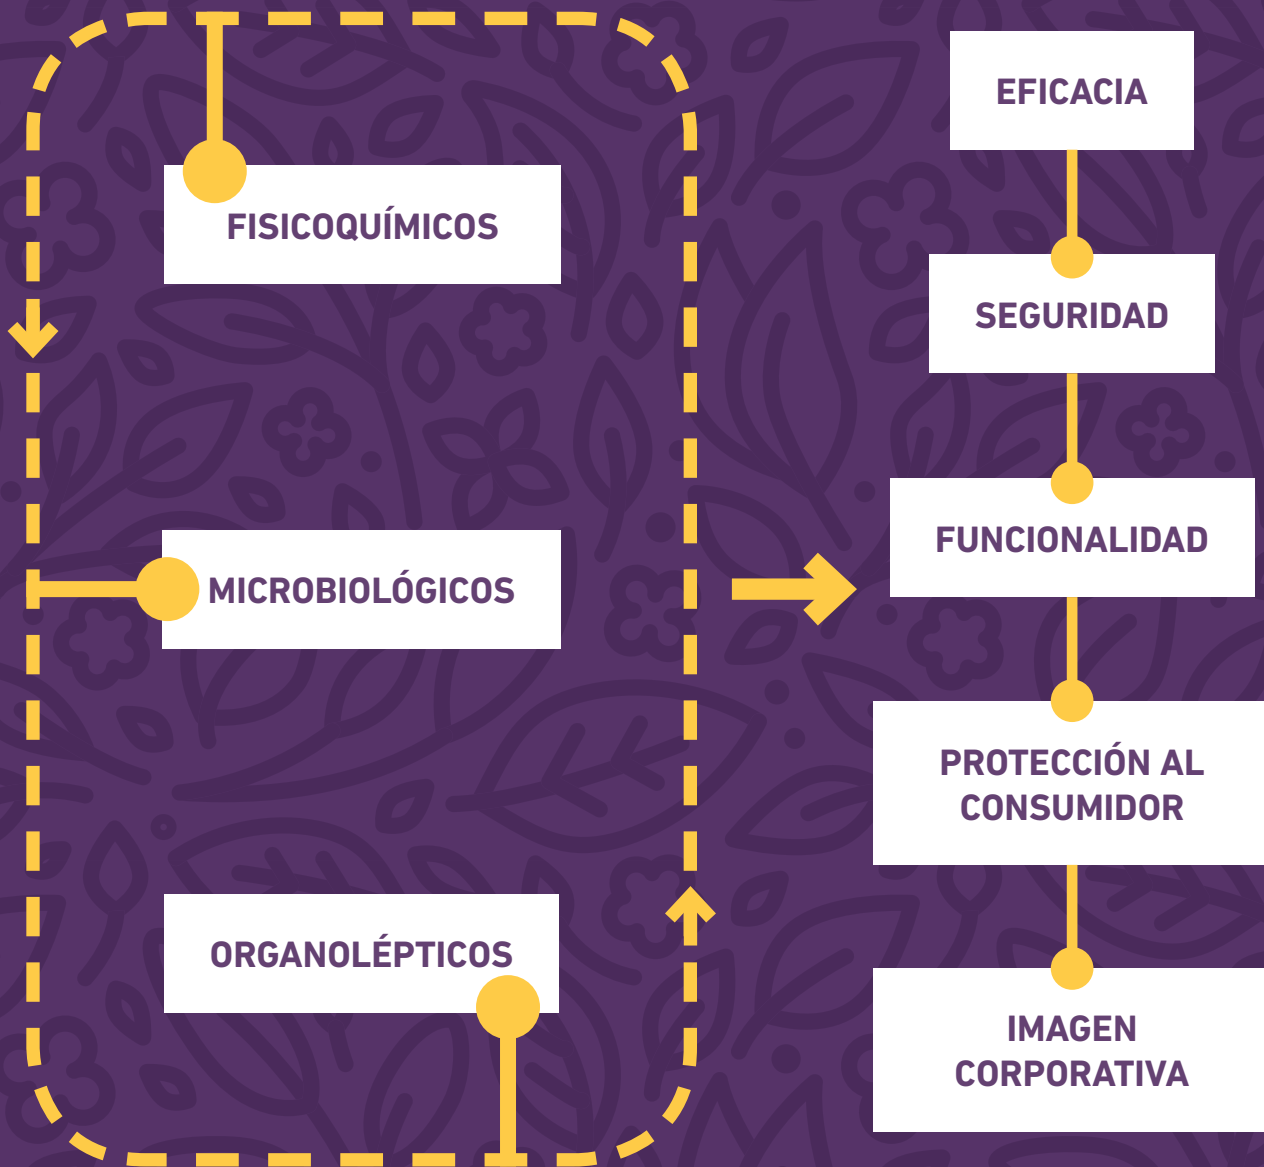 FISICOQUÍMICOS
MICROBIOLÓGICOS
ORGANOLÉPTICOS
EFICACIA
SEGURIDAD
FUNCIONALIDAD
PROTECCIÓN AL
CONSUMIDOR
IMAGEN
CORPORATIVA